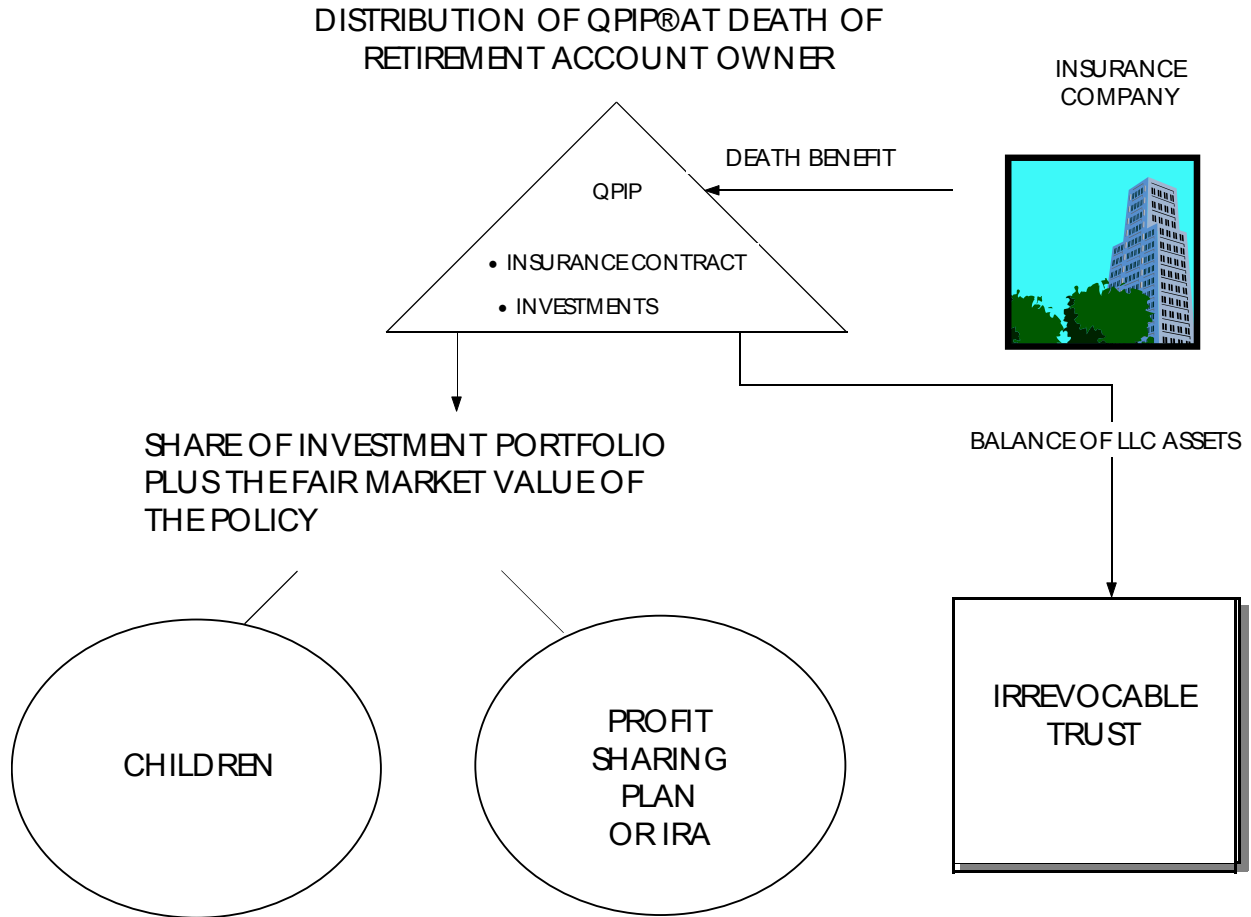 DISTRIBUTION OF QPIP® AT DEATH OF
RETIREMENT ACCOUNT OWNER
INSURANCE
COMPANY
DEATH BENEFIT
QPIP
• INSURANCE CONTRACT
• INVESTMENTS
SHARE OF INVESTMENT PORTFOLIO
PLUS THE FAIR MARKET VALUE OF
THE POLICY
BALANCE OF LLC ASSETS
CHILDREN
PROFIT
SHARING
PLAN
OR IRA
IRREVOCABLE
TRUST